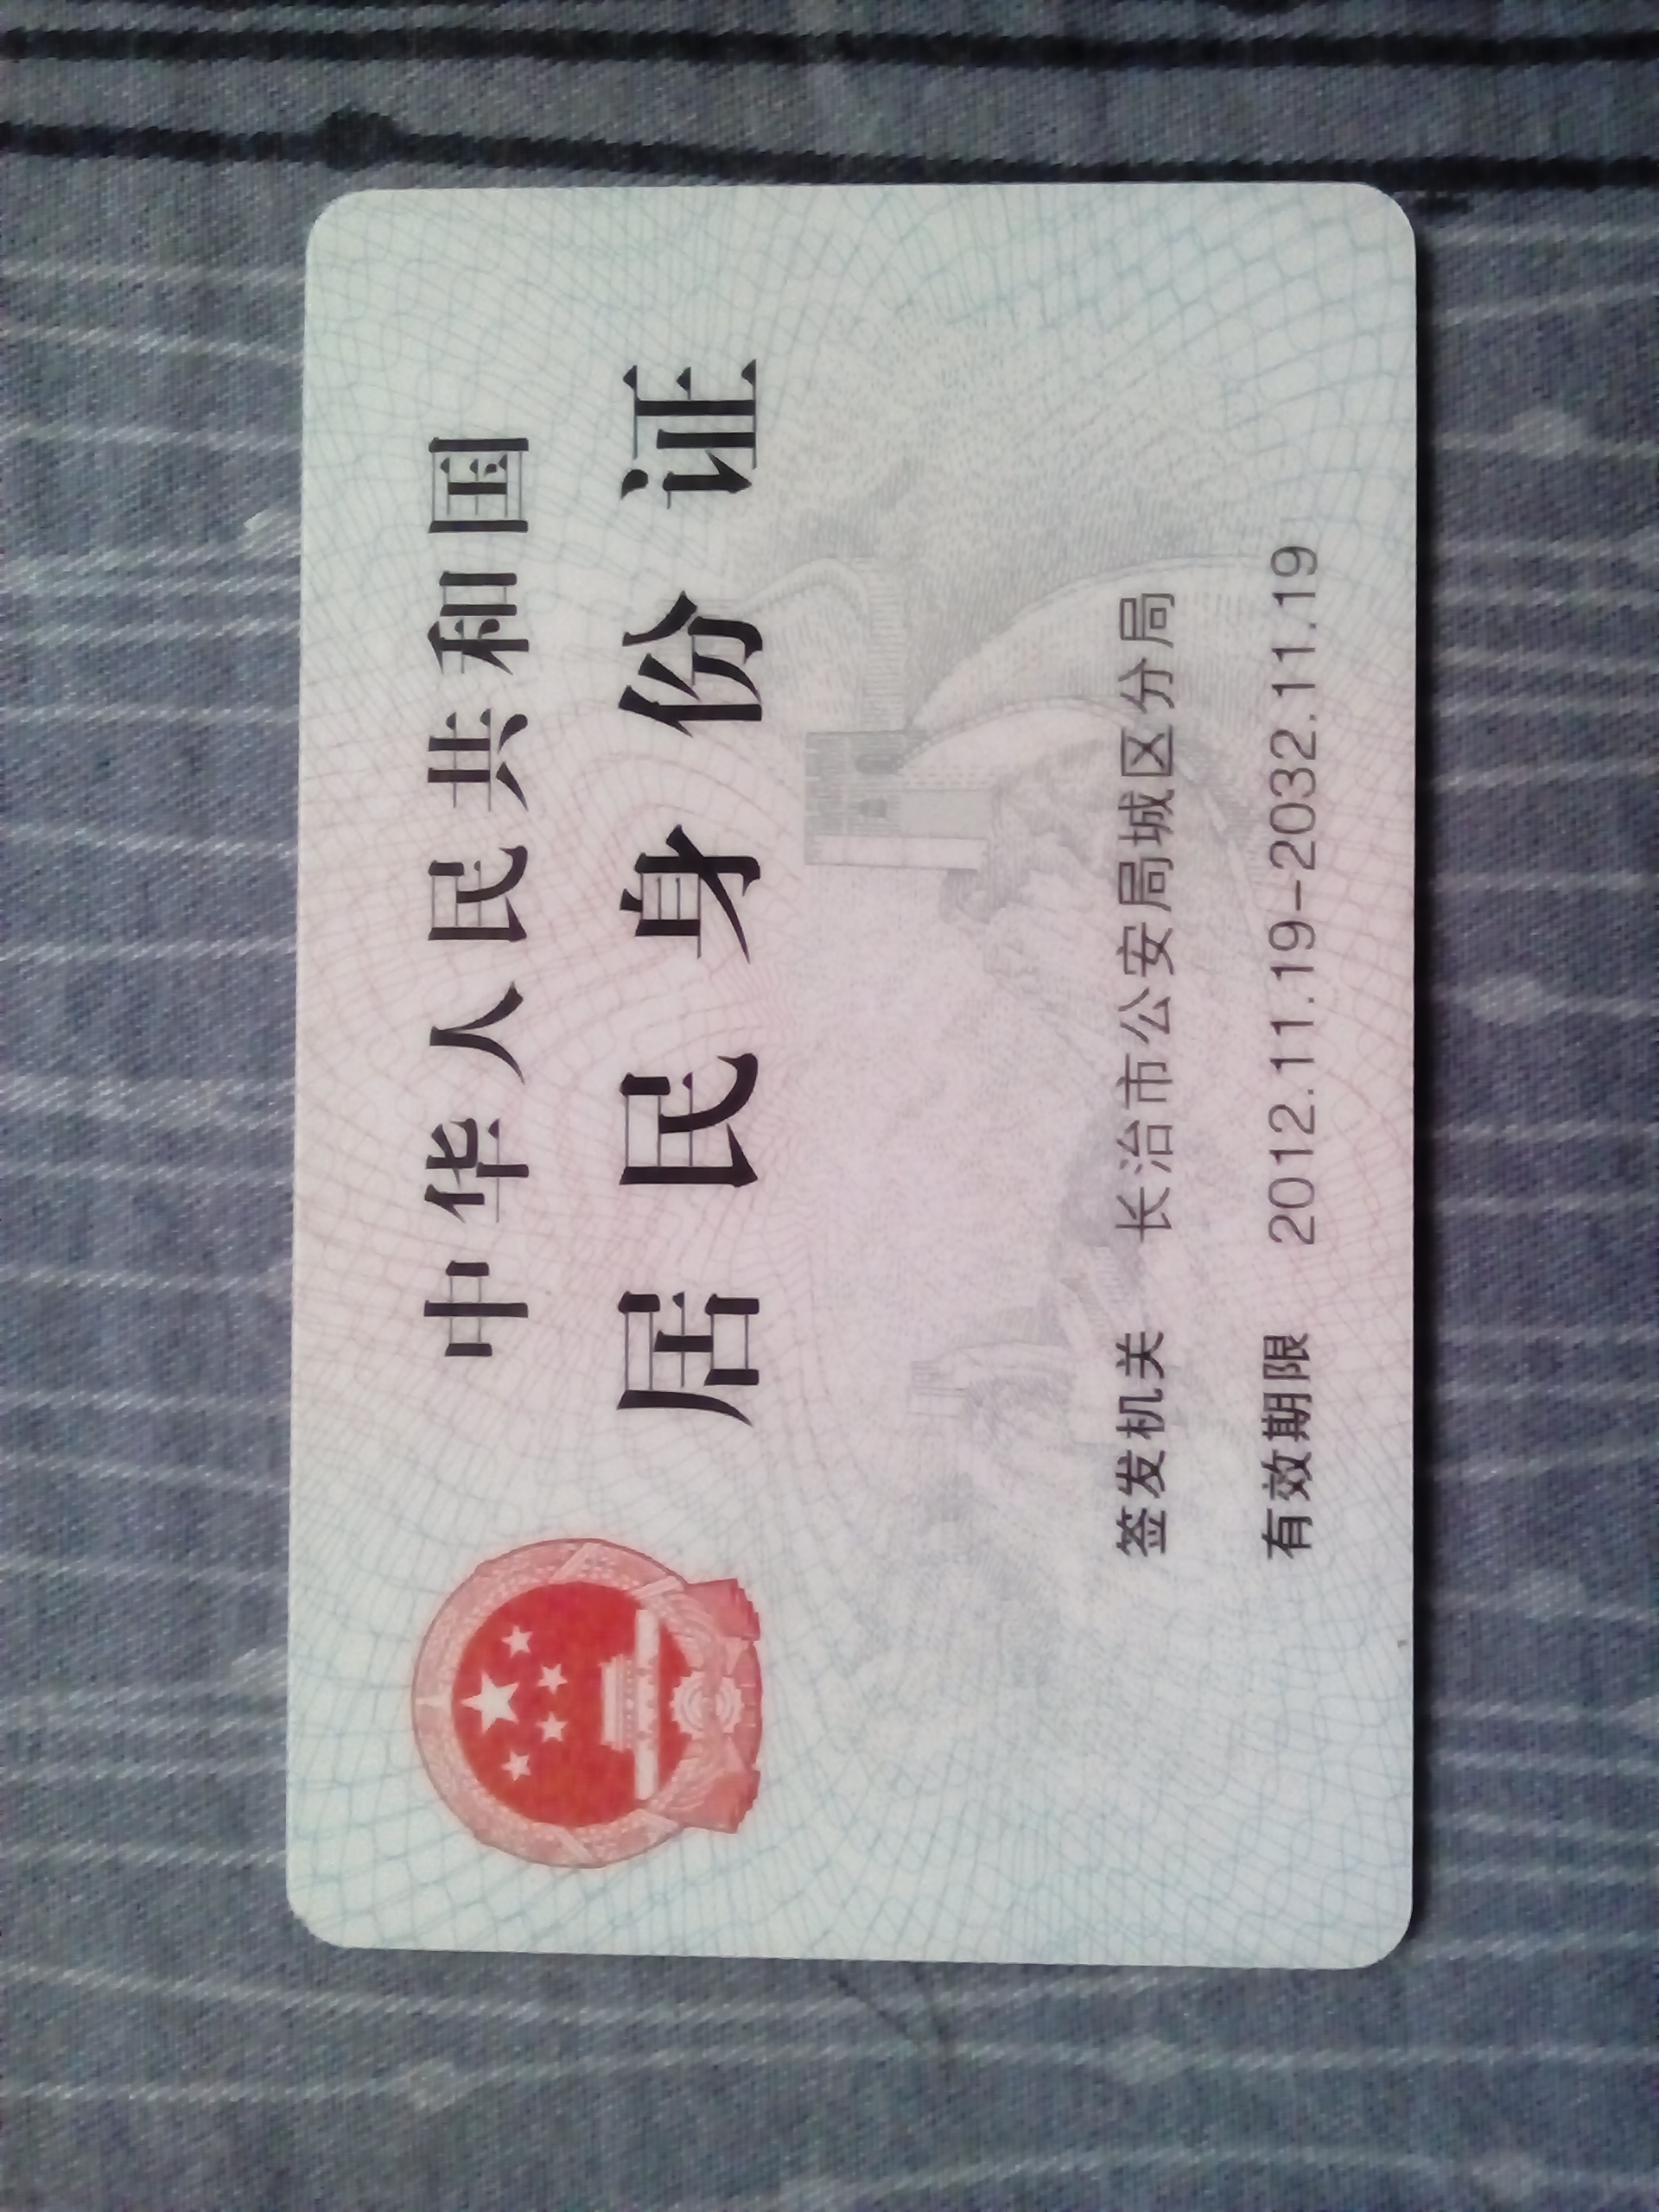 中华人民共和国
居民身份证
签发机关 长治市公安局城区分局
有效期限 2012.11.19-2032.11.19